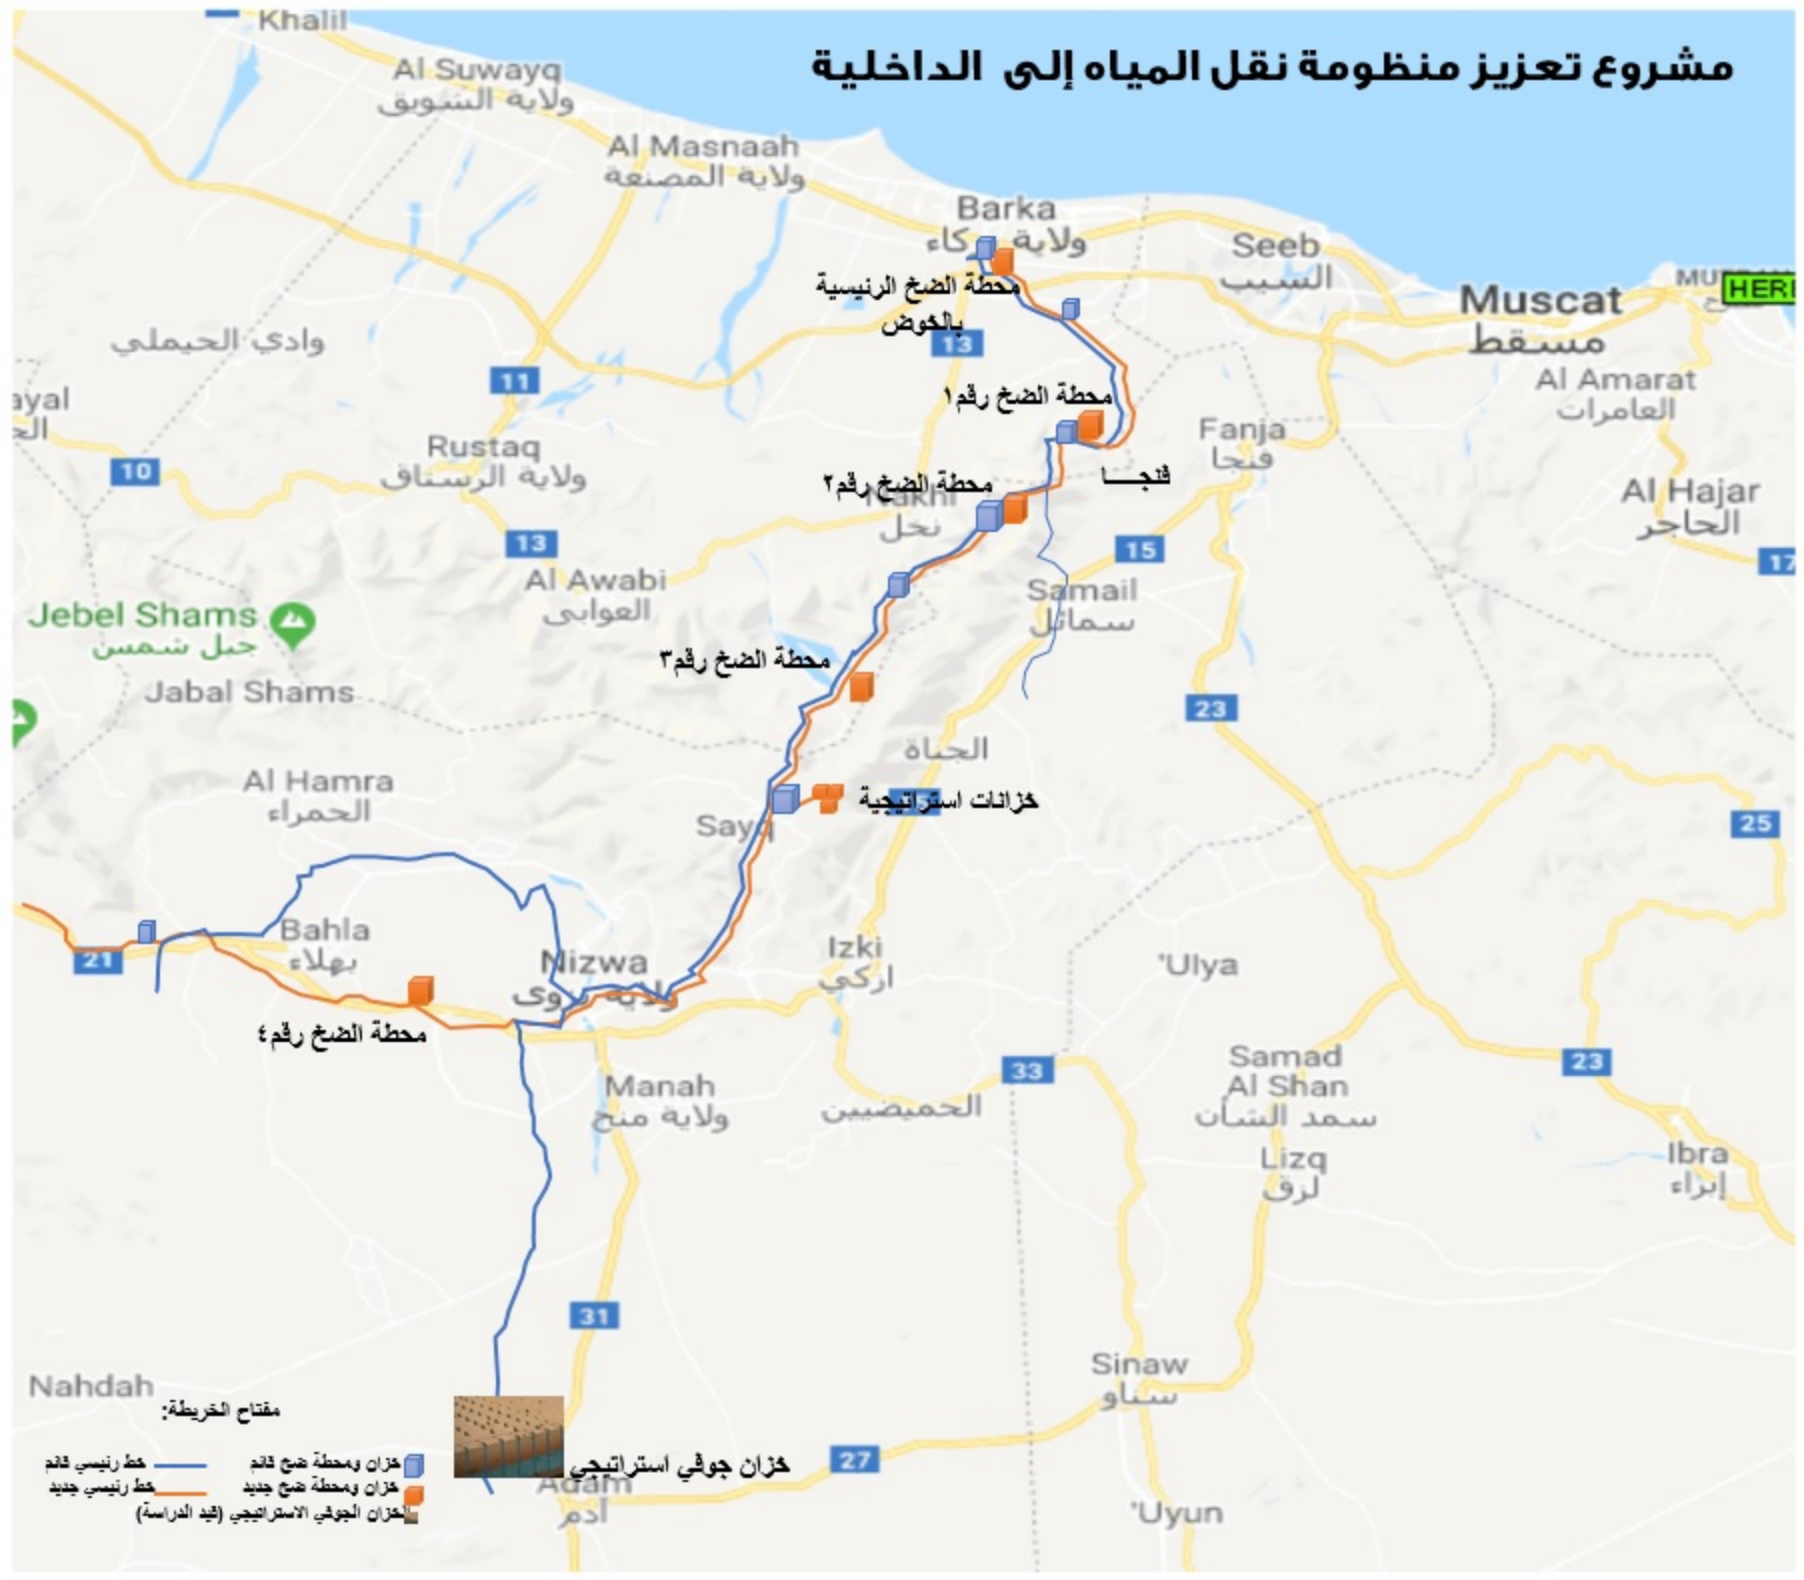 مشروع تعزيز منظومة نقل المياه إلى الداخلية
Khalil
Al Suwayq
ولاية السويق
Al Masnaah
ولاية المصنعة
Barka
ولاية
كاء
Seeb
السيب
Muscat
مسقط
HER
محطة الضخ الرئيسية
بالخوض
13
وادي الحيملي
11
Al Amarat
العامرات
ayal
محطة الضخ رقم١
Fanja
فنجا
Rustaq
ولاية الرستاق
10
فنجـــا
محطة الضخ رقم٢
Nakhl
نخل
Al Hajar
الحاجر
13
15
17
Al Awabi
العوابي
Samail
سمائل
Jebel Shams
جبل شمس
محطة الضخ رقم٣
Jabal Shams
23
الجناة
Al Hamra
الحمراء
خزانات استراتيجية
Sayq
25
Bahla
بهلاء
21
Nizwa
Izki
ازكي
'Ulya
محطة الضخ رقم٤
33
23
Samad
Al Shan
سمد الشأن
Manah
ولاية منح
الحميضيين
Lizq
لزق
Ibra
إبراء
31
Sinaw
سناو
Nahdah
مفتاح الخريطة:
خزان ومحطة ضخ قائم
خط رئيسي قائم
خزان ومحطة ضخ جديد
خط رئيسي جديد
الخزان الجوفي الاستراتيجي (قيد الدراسة)
خزان جوفي استراتيجي
27
Adam
أدم
'Uyun